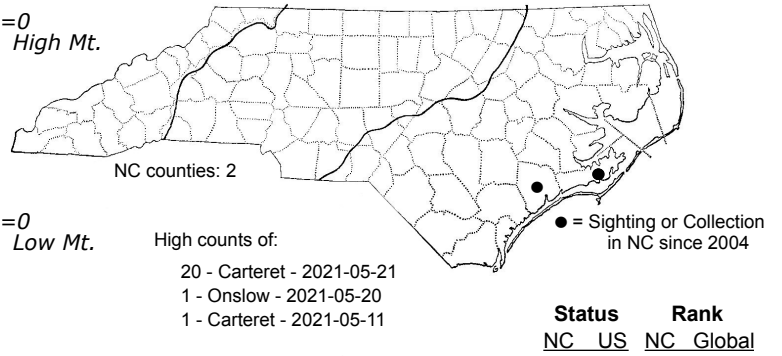 =0
High Mt.
NC counties: 2
=0
Low Mt.
High counts of:
20 - Carteret - 2021-05-21
1 - Onslow - 2021-05-20
1 - Carteret - 2021-05-11
● = Sighting or Collection
in NC since 2004
Status Rank
NC US NC Global